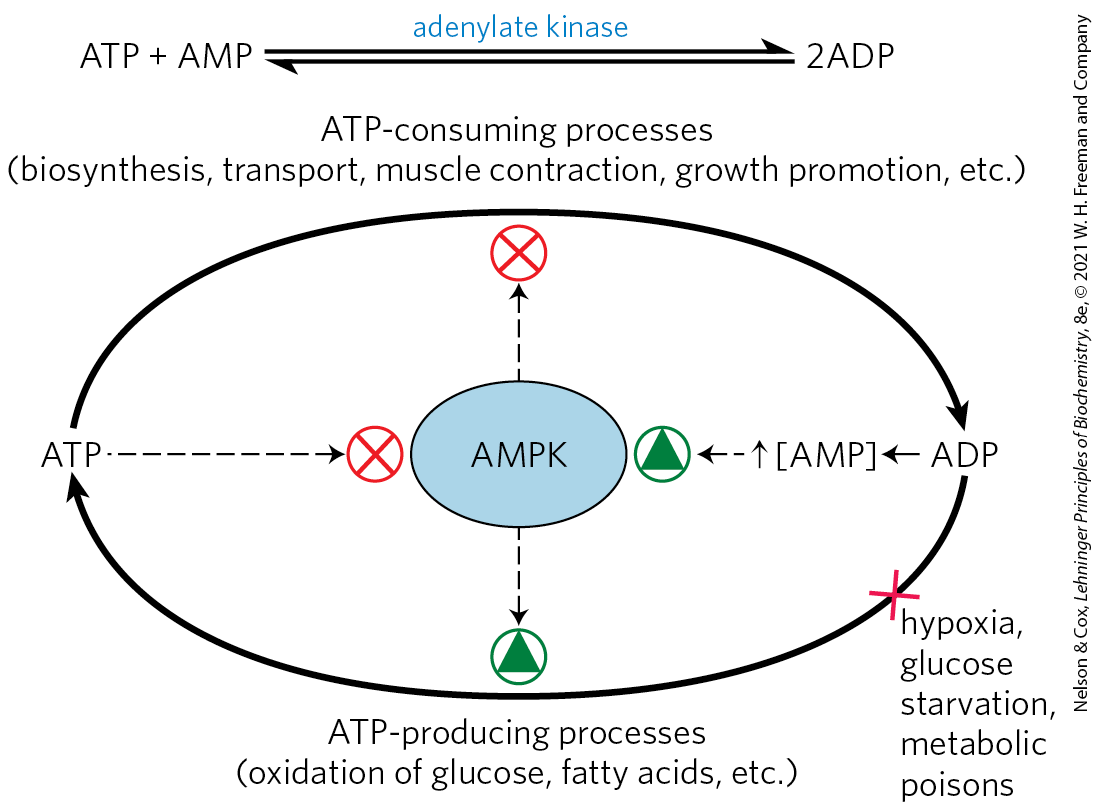 adenylate kinase
ATP + AMP 2ADP
ATP-consuming processes
(biosynthesis, transport, muscle contraction, growth promotion, etc.)
ATP AMPK ↑[AMP] ADP
hypoxia,
glucose
starvation,
metabolic
poisons
ATP-producing processes
(oxidation of glucose, fatty acids, etc.)
Nelson & Cox, Lehninger Principles of Biochemistry, 8e, © 2021 W. H. Freeman and Company